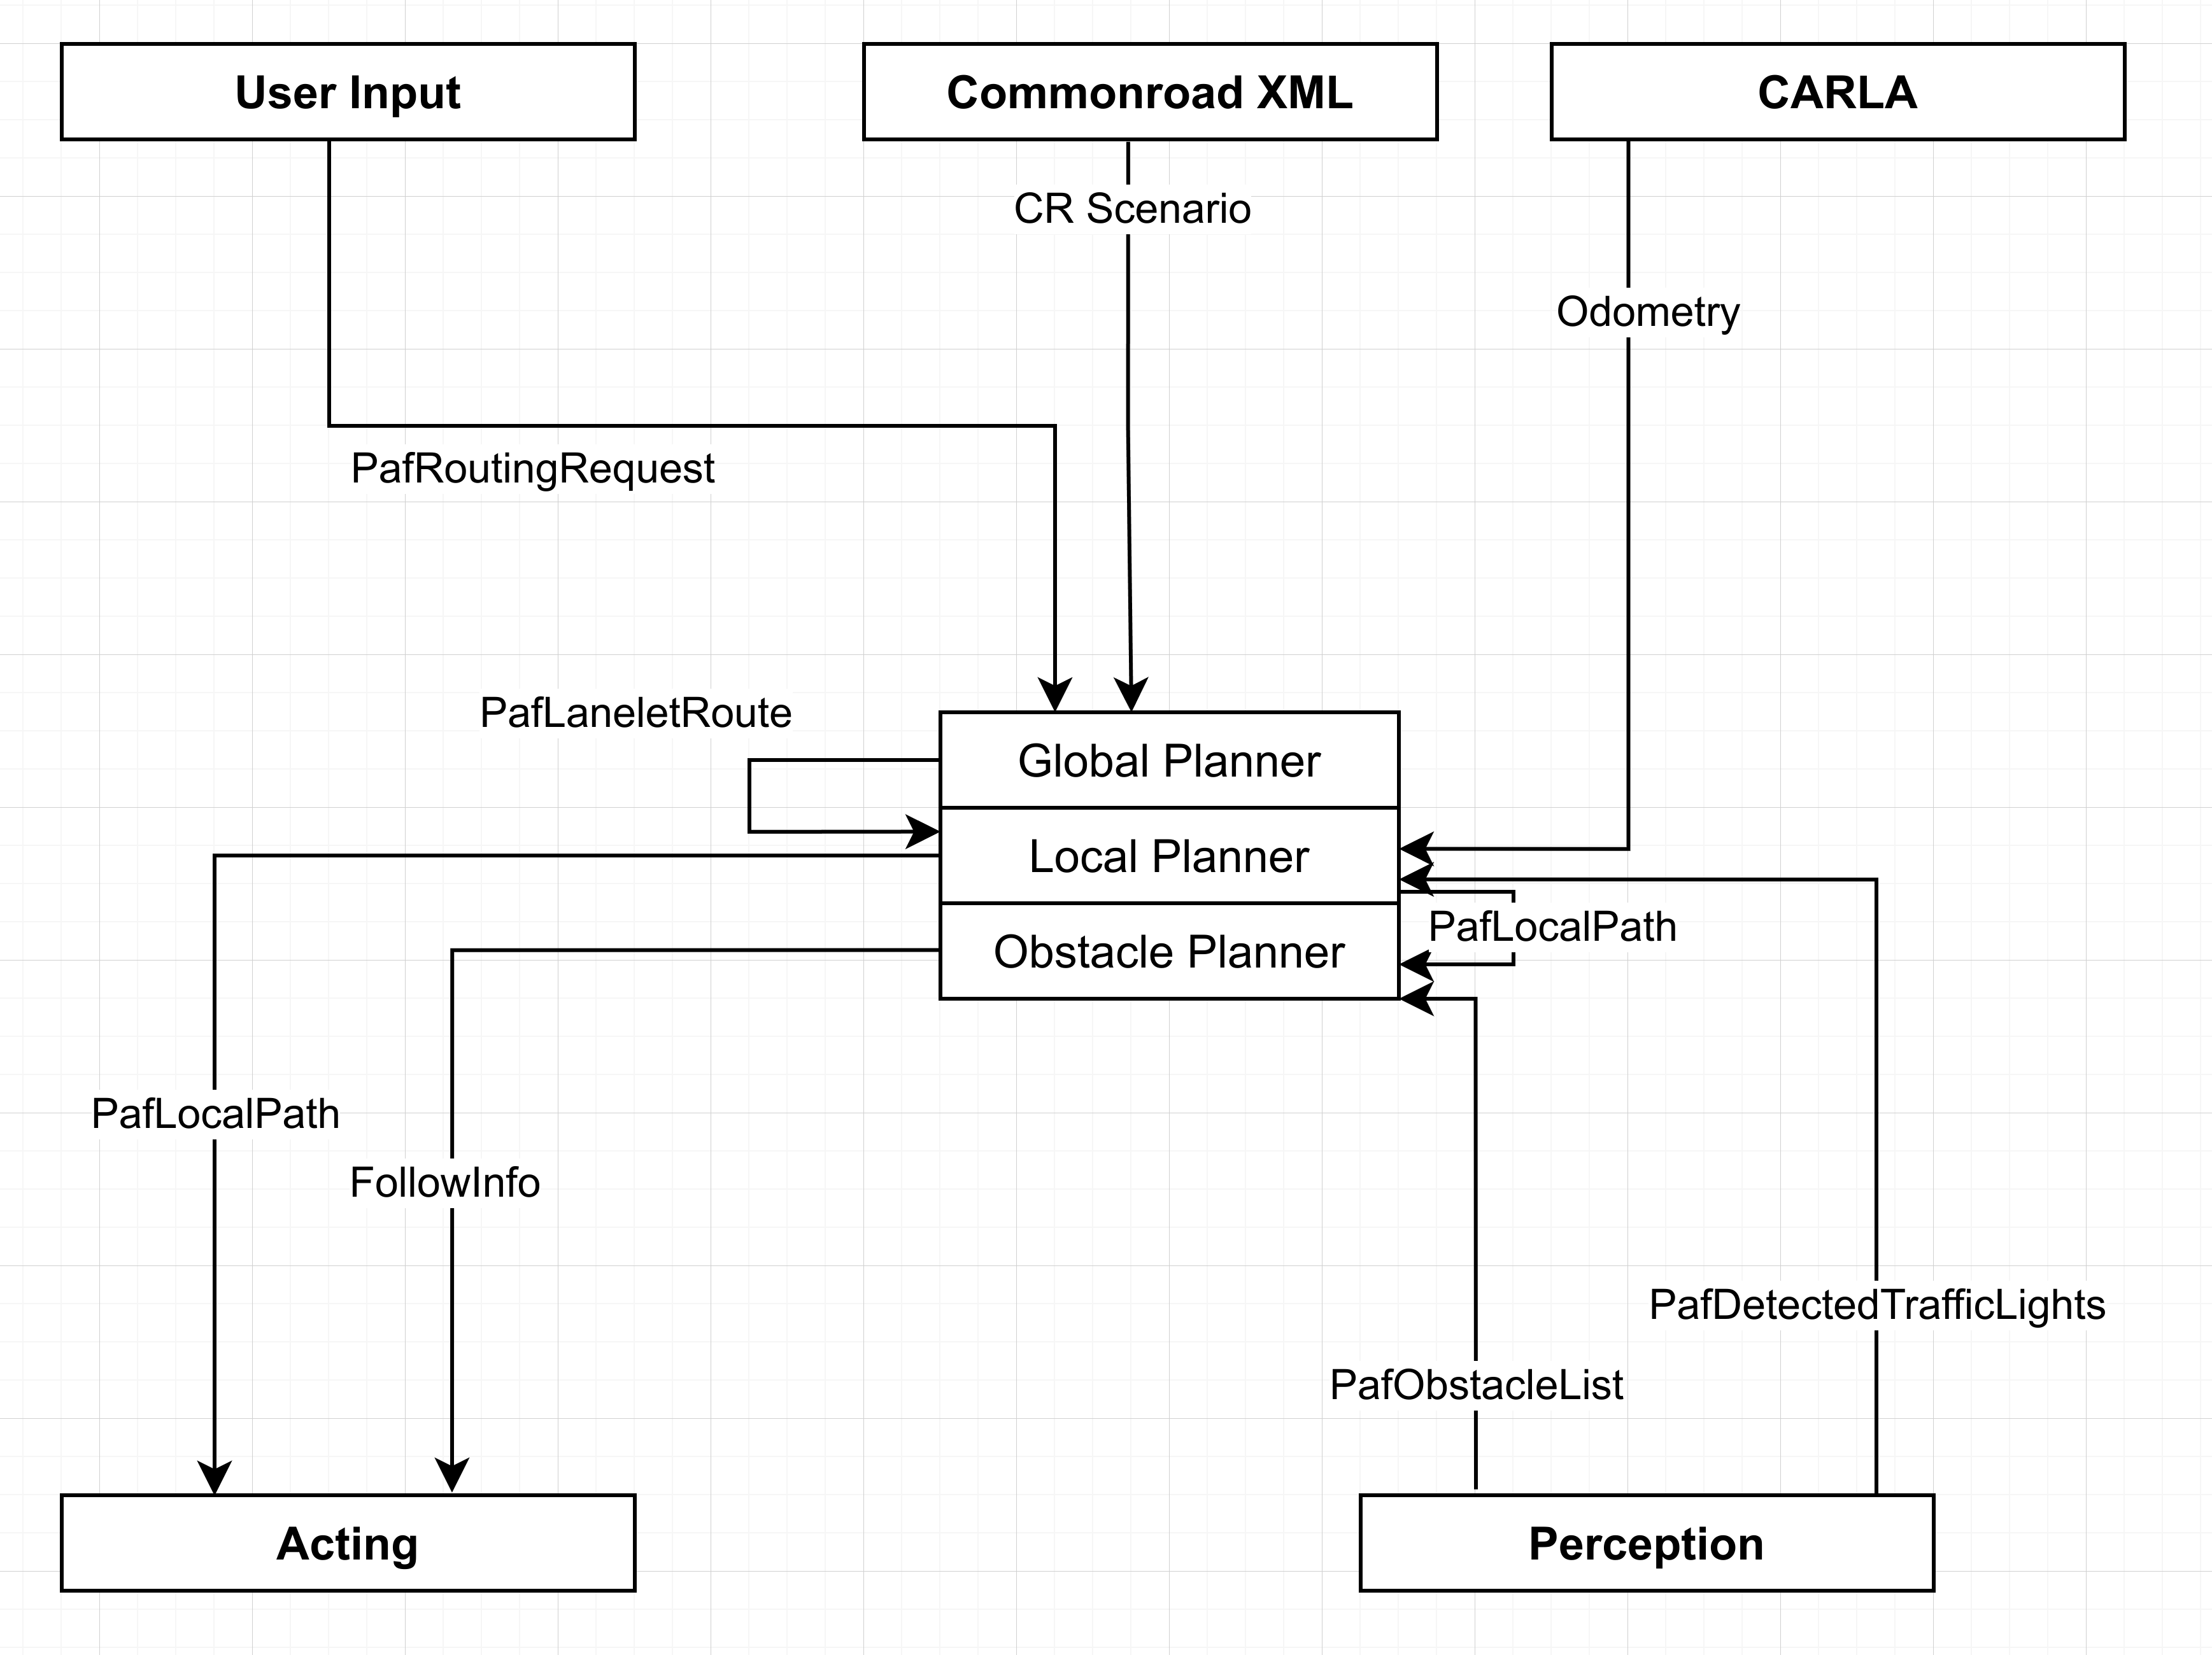 User Input
Commonroad XML
CARLA
CR Scenario
Odometry
PafRoutingRequest
PafLaneletRoute
Global Planner
Local Planner
PafLocalPath
Obstacle Planner
PafLocalPath
FollowInfo
PafDetectedTrafficLights
PafObstacleList
Acting
Perception